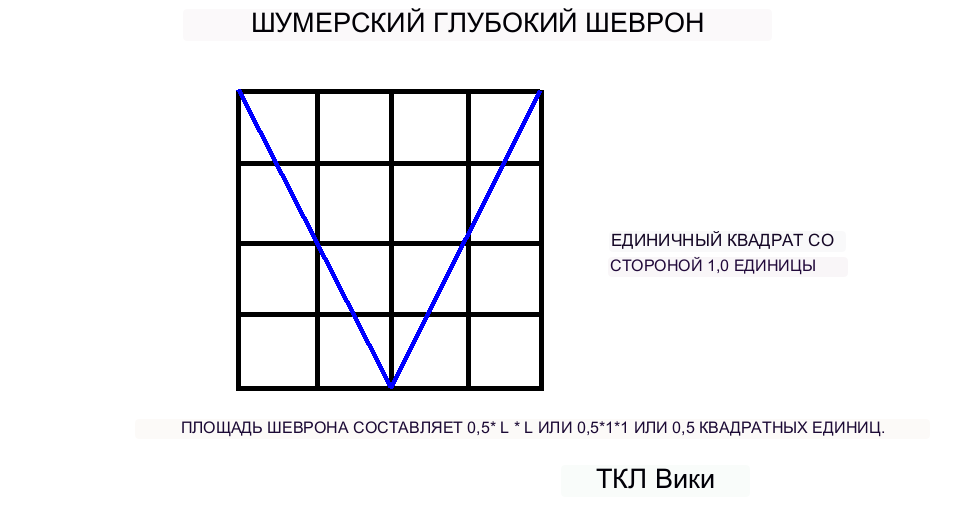 ШУМЕРСКИЙ ГЛУБОКИЙ ШЕВРОН
ЕДИНИЧНЫЙ КВАДРАТ СО
СТОРОНОЙ 1,0 ЕДИНИЦЫ
ПЛОЩАДЬ ШЕВРОНА СОСТАВЛЯЕТ 0,5* L * L ИЛИ 0,5*1*1 ИЛИ 0,5 КВАДРАТНЫХ ЕДИНИЦ.
ТКЛ Вики